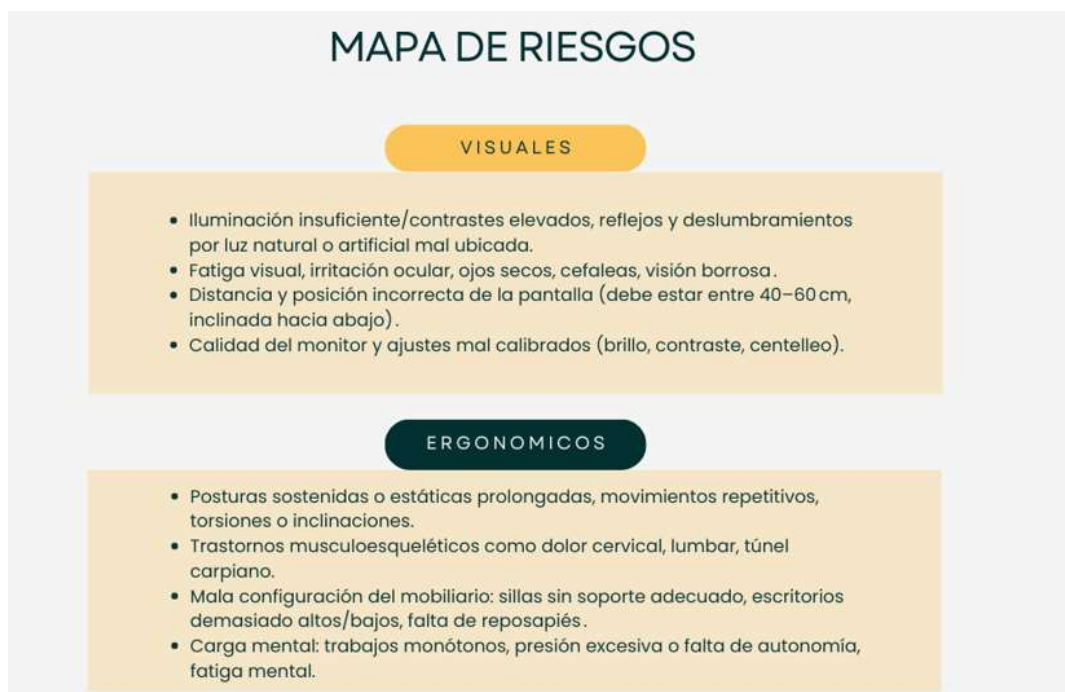 MAPA DE RIESGOS
VISUALES
• Iluminación insuficiente/contrastes elevados, reflejos y deslumbramientos
por luz natural o artificial mal ubicada.
• Fatiga visual, irritación ocular, ojos secos, cefaleas, visión borrosa.
• Distancia y posición incorrecta de la pantalla (debe estar entre 40–60 cm,
inclinada hacia abajo).
• Calidad del monitor y ajustes mal calibrados (brillo, contraste, centelleo).
ERGONOMICOS
• Posturas sostenidas o estáticas prolongadas, movimientos repetitivos,
torsiones o inclinaciones.
• Trastornos musculoesqueléticos como dolor cervical, lumbar, túnel
carpiano.
• Mala configuración del mobiliario: sillas sin soporte adecuado, escritorios
demasiado altos/bajos, falta de reposapiés.
• Carga mental: trabajos monótonos, presión excesiva o falta de autonomía,
fatiga mental.